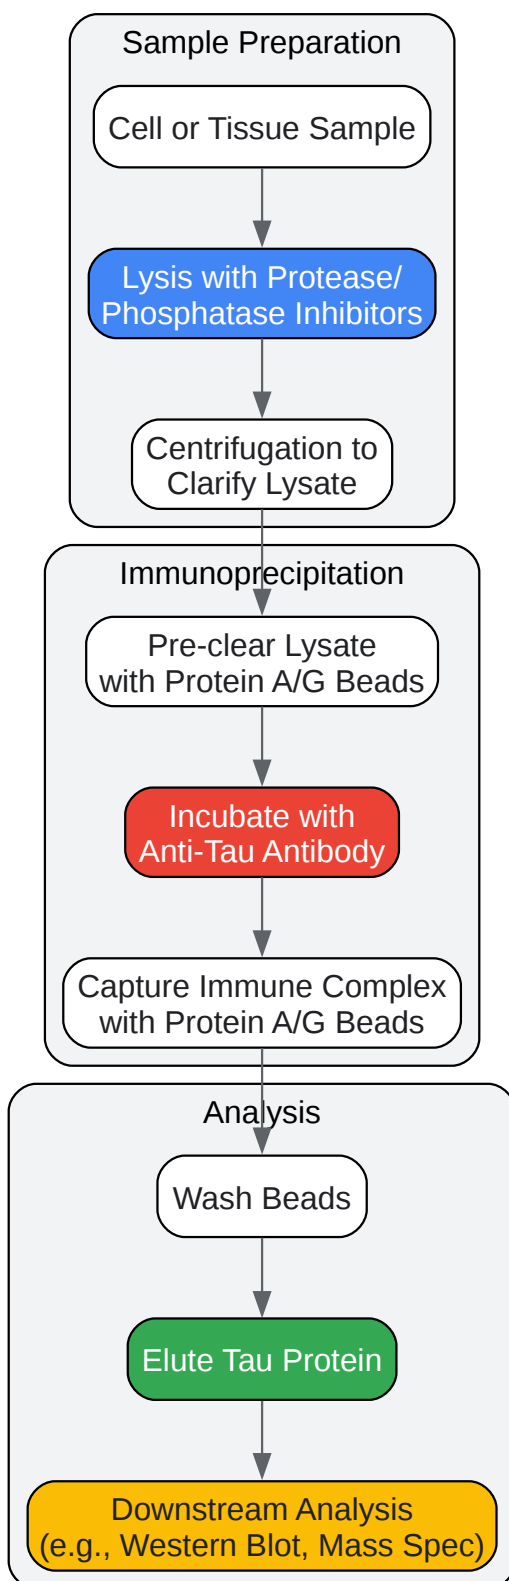 Sample Preparation
Cell or Tissue Sample
Lysis with Protease/
Phosphatase Inhibitors
Centrifugation to
Clarify Lysate
Immunoprecipitation
Pre-clear Lysate
with Protein A/G Beads
Incubate with
Anti-Tau Antibody
Capture Immune Complex
with Protein A/G Beads
Analysis
Wash Beads
Elute Tau Protein
Downstream Analysis
(e.g., Western Blot, Mass Spec)